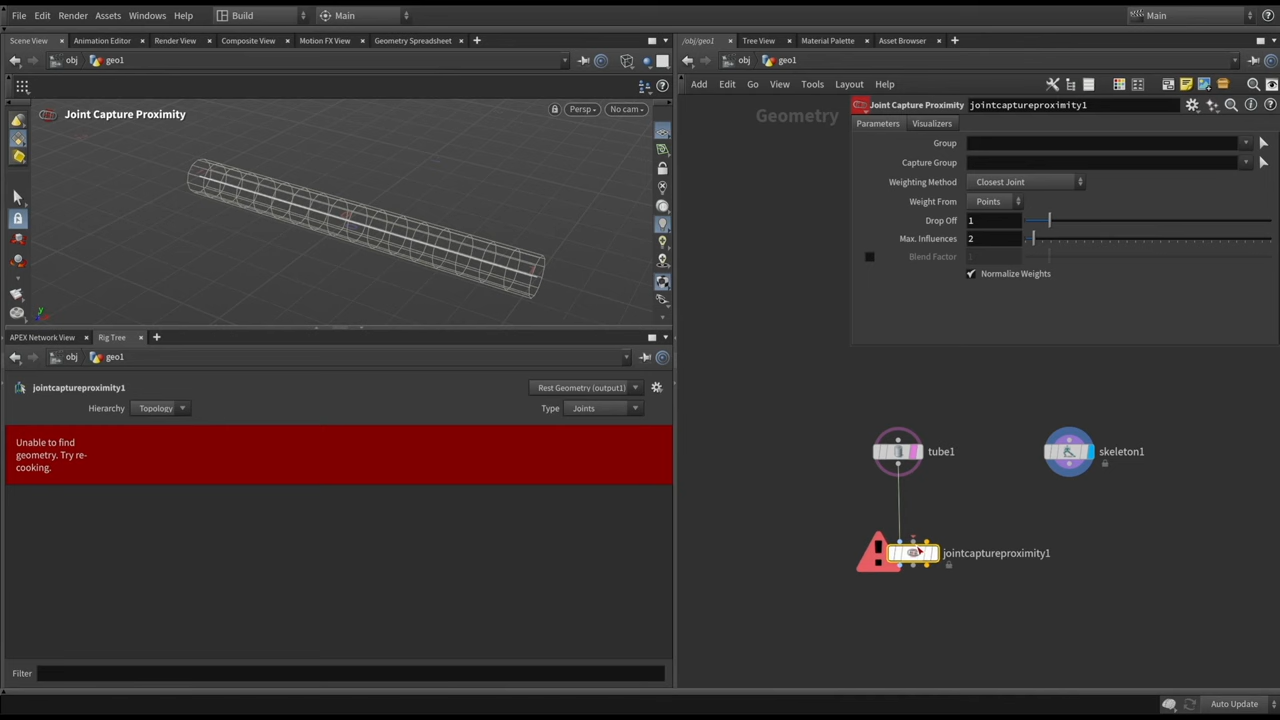 File Edit Render Assets Windows Help Build Main Main
Scene View Animation Editor Render View Composite View Motion FX View Geometry Spreadsheet
obj geo1
Joint Capture Proximity
Persp No cam
y
APEX Network View Rig Tree
obj geo1
jointcaptureproximity1 Rest Geometry (output1)
Hierarchy Topology Type Joints
Unable to find
geometry. Try re-
cooking.
Filter
/obj/geo1 Tree View Material Palette Asset Browser
obj geo1
Add Edit Go View Tools Layout Help
Geometry
Joint Capture Proximity jointcaptureproximity1
Parameters Visualizers
Group
Capture Group
Weighting Method Closest Joint
Weight From Points
Drop Off 1
Max. Influences 2
Blend Factor 1
Normalize Weights
tube1 skeleton1
jointcaptureproximity1
Auto Update